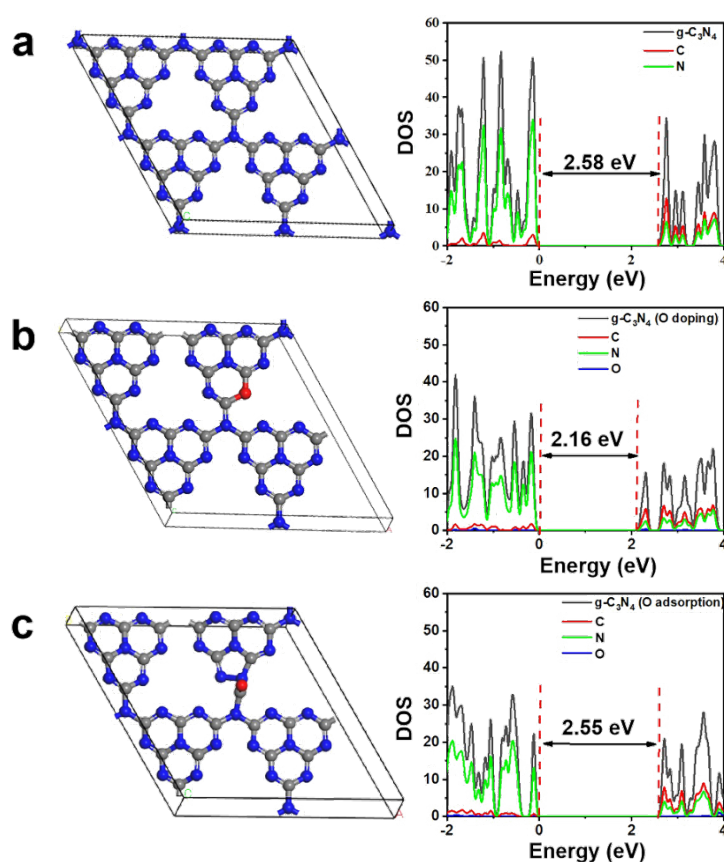 a
60
50
40
30
20
10
0
DOS
g-C₃N₄
C
N
2.58 eV
-2 0 2 4
Energy (eV)
b
60
50
40
30
20
10
0
DOS
g-C₃N₄ (O doping)
C
N
O
2.16 eV
-2 0 2 4
Energy (eV)
c
60
50
40
30
20
10
0
DOS
g-C₃N₄ (O adsorption)
C
N
O
2.55 eV
-2 0 2 4
Energy (eV)